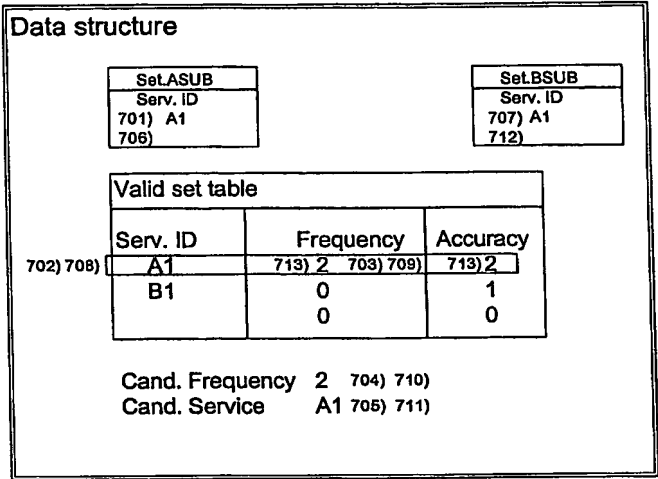 Data structure
Set.ASUB
Serv. ID
701) A1
706)
Set.BSUB
Serv. ID
707) A1
712)
Valid set table
Serv. ID Frequency Accuracy
702) 708) A1 713) 2 703) 709) 713) 2
B1 0 1
0 0
Cand. Frequency 2 704) 710)
Cand. Service A1 705) 711)